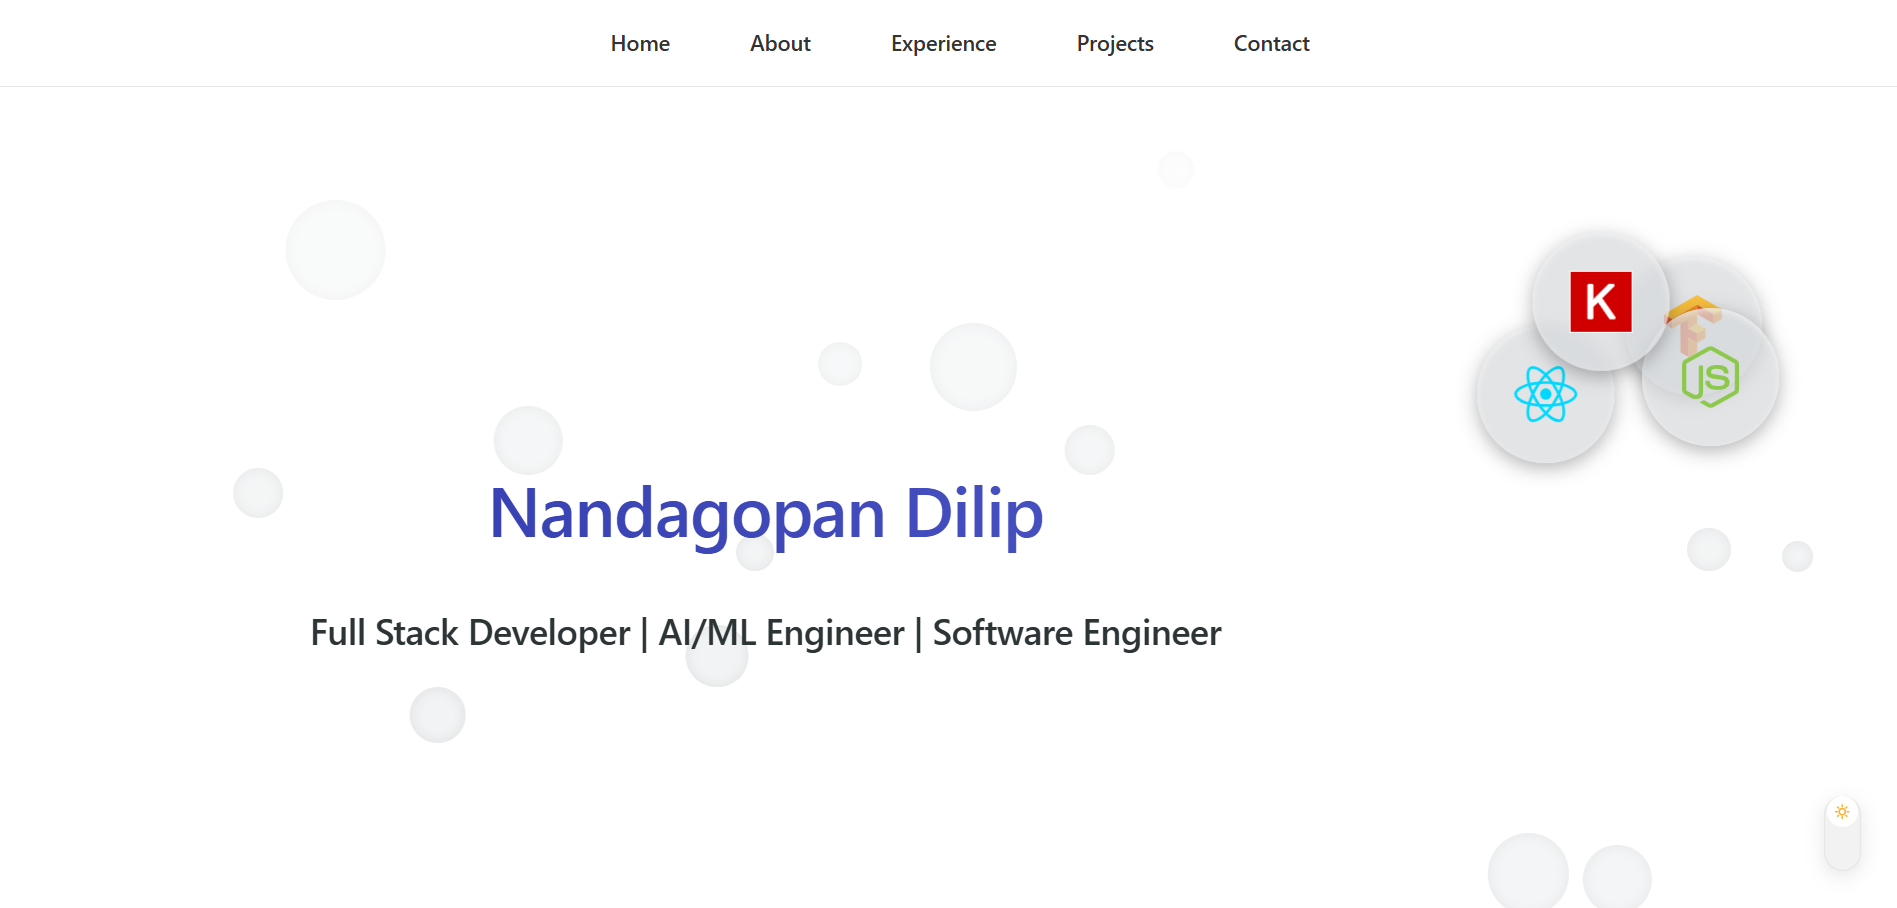 Home About Experience Projects Contact
K
JS
Nandagopan Dilip
Full Stack Developer | AI/ML Engineer | Software Engineer